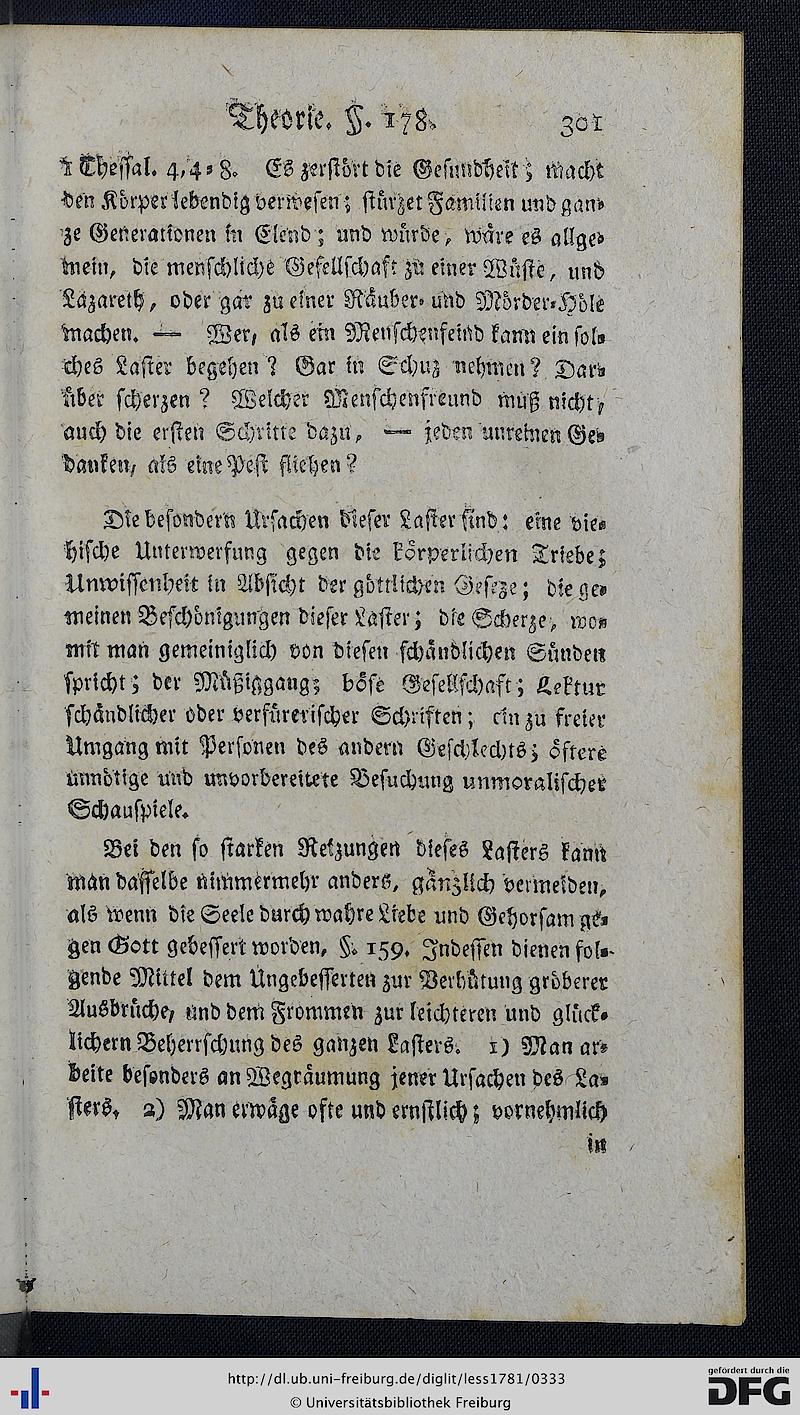 Theorie. §. 178. 301
1 Thessal. 4, 4-8. Es zerstört die Gesundheit; macht
den Körper lebendig verwesen; stürzet Familien und gan-
ze Generationen in Elend; und würde, wäre es allge-
mein, die menschliche Gesellschaft zu einer Wüste, und
Lazareth, oder gar zu einer Räuber- und Mörder-Höle
machen. — Wer, als ein Menschenfeind kann ein sol-
ches Laster begehen? Gar in Schuz nehmen? Dar-
über scherzen? Welcher Menschenfreund muß nicht,
auch die ersten Schritte dazu, — jeden unreinen Ge-
danken, als eine Pest fliehen?
Die besondern Ursachen dieser Laster sind: eine vie-
hische Unterwerfung gegen die körperlichen Triebe;
Unwissenheit in Absicht der göttlichen Geseze; die ge-
meinen Beschönigungen dieser Laster; die Scherze, wo-
mit man gemeiniglich von diesen schändlichen Sünden
spricht; der Müßiggang; böse Gesellschaft; Lektur
schändlicher oder verfürerischer Schriften; ein zu freier
Umgang mit Personen des andern Geschlechts; öftere
unnötige und unvorbereitete Besuchung unmoralischer
Schauspiele.
Bei den so starken Reizungen dieses Lasters kann
man dasselbe nimmermehr anders, gänzlich vermeiden,
als wenn die Seele durch wahre Liebe und Gehorsam ge-
gen Gott gebessert worden, §. 159. Indessen dienen fol-
gende Mittel dem Ungebesserten zur Verhütung gröberer
Ausbrüche, und dem Frommen zur leichteren und glück-
lichern Beherrschung des ganzen Lasters. 1) Man ar-
beite besonders an Wegräumung jener Ursachen des La-
sters. 2) Man erwäge ofte und ernstlich; vornehmlich
in
http://dl.ub.uni-freiburg.de/diglit/less1781/0333
© Universitätsbibliothek Freiburg
gefördert durch die
DFG